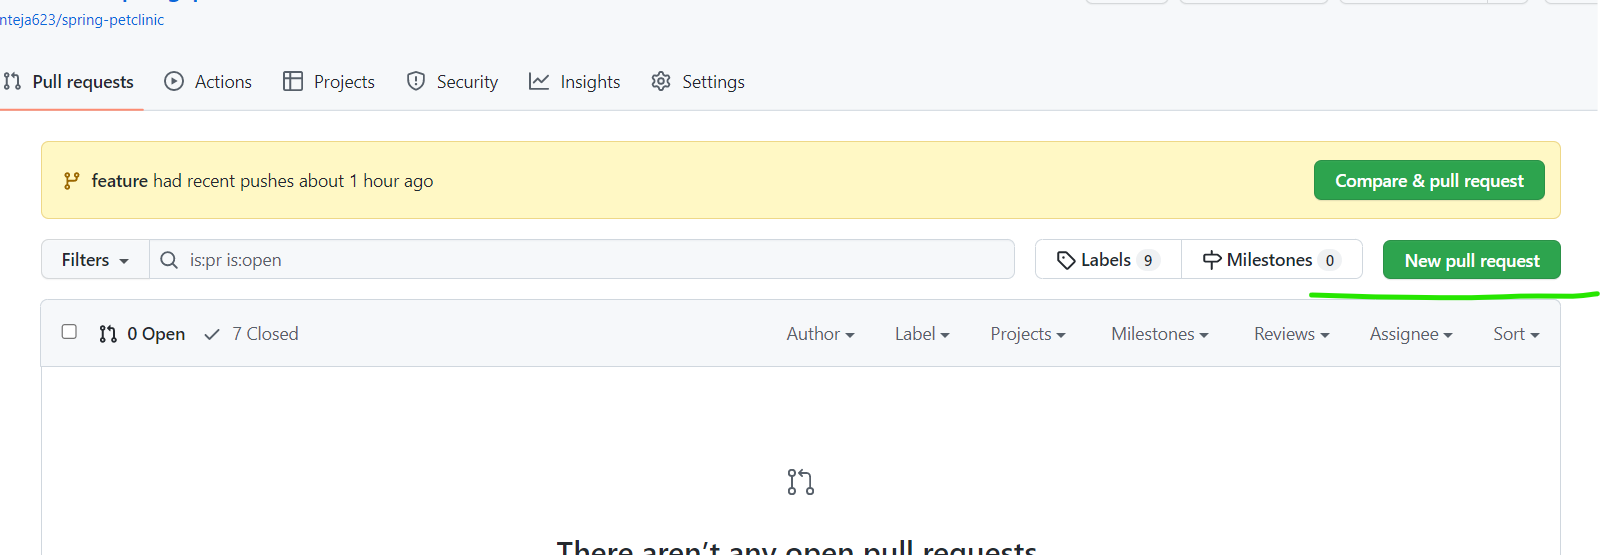 nteja623/spring-petclinic
Pull requests Actions Projects Security Insights Settings
feature had recent pushes about 1 hour ago Compare & pull request
Filters is:pr is:open Labels 9 Milestones 0 New pull request
0 Open 7 Closed Author Label Projects Milestones Reviews Assignee Sort
There aren't any open pull requests